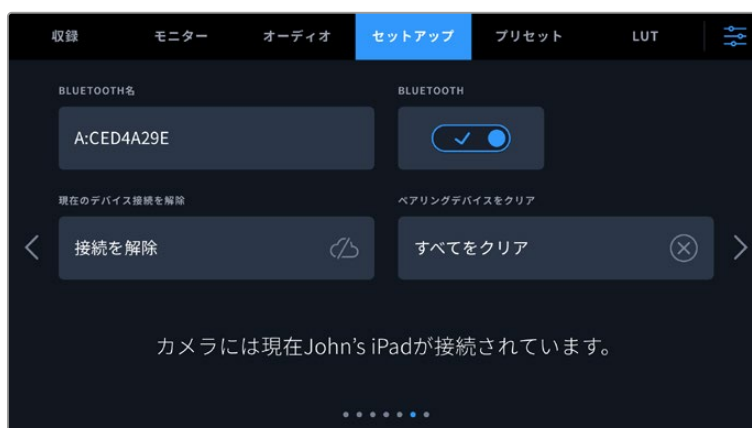 収録 モニター オーディオ セットアップ プリセット LUT
BLUETOOTH名 BLUETOOTH
A:CED4A29E
現在のデバイス接続を解除 ペアリングデバイスをクリア
接続を解除 すべてをクリア
カメラには現在John’s iPadが接続されています。